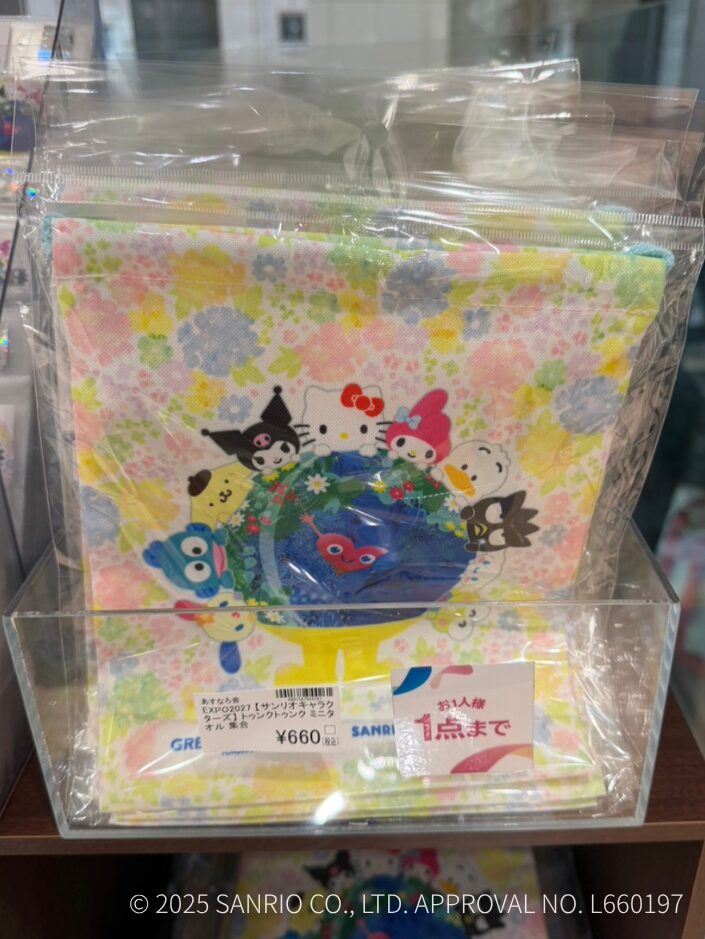 あすなろ舎
EXPO2027【サンリオキャラク
ターズ】トゥンクトゥンク ミニタ
オル 集合
¥660
(税込)
GRE
SANRI
お1人様
1点まで
© 2025 SANRIO CO., LTD. APPROVAL NO. L660197